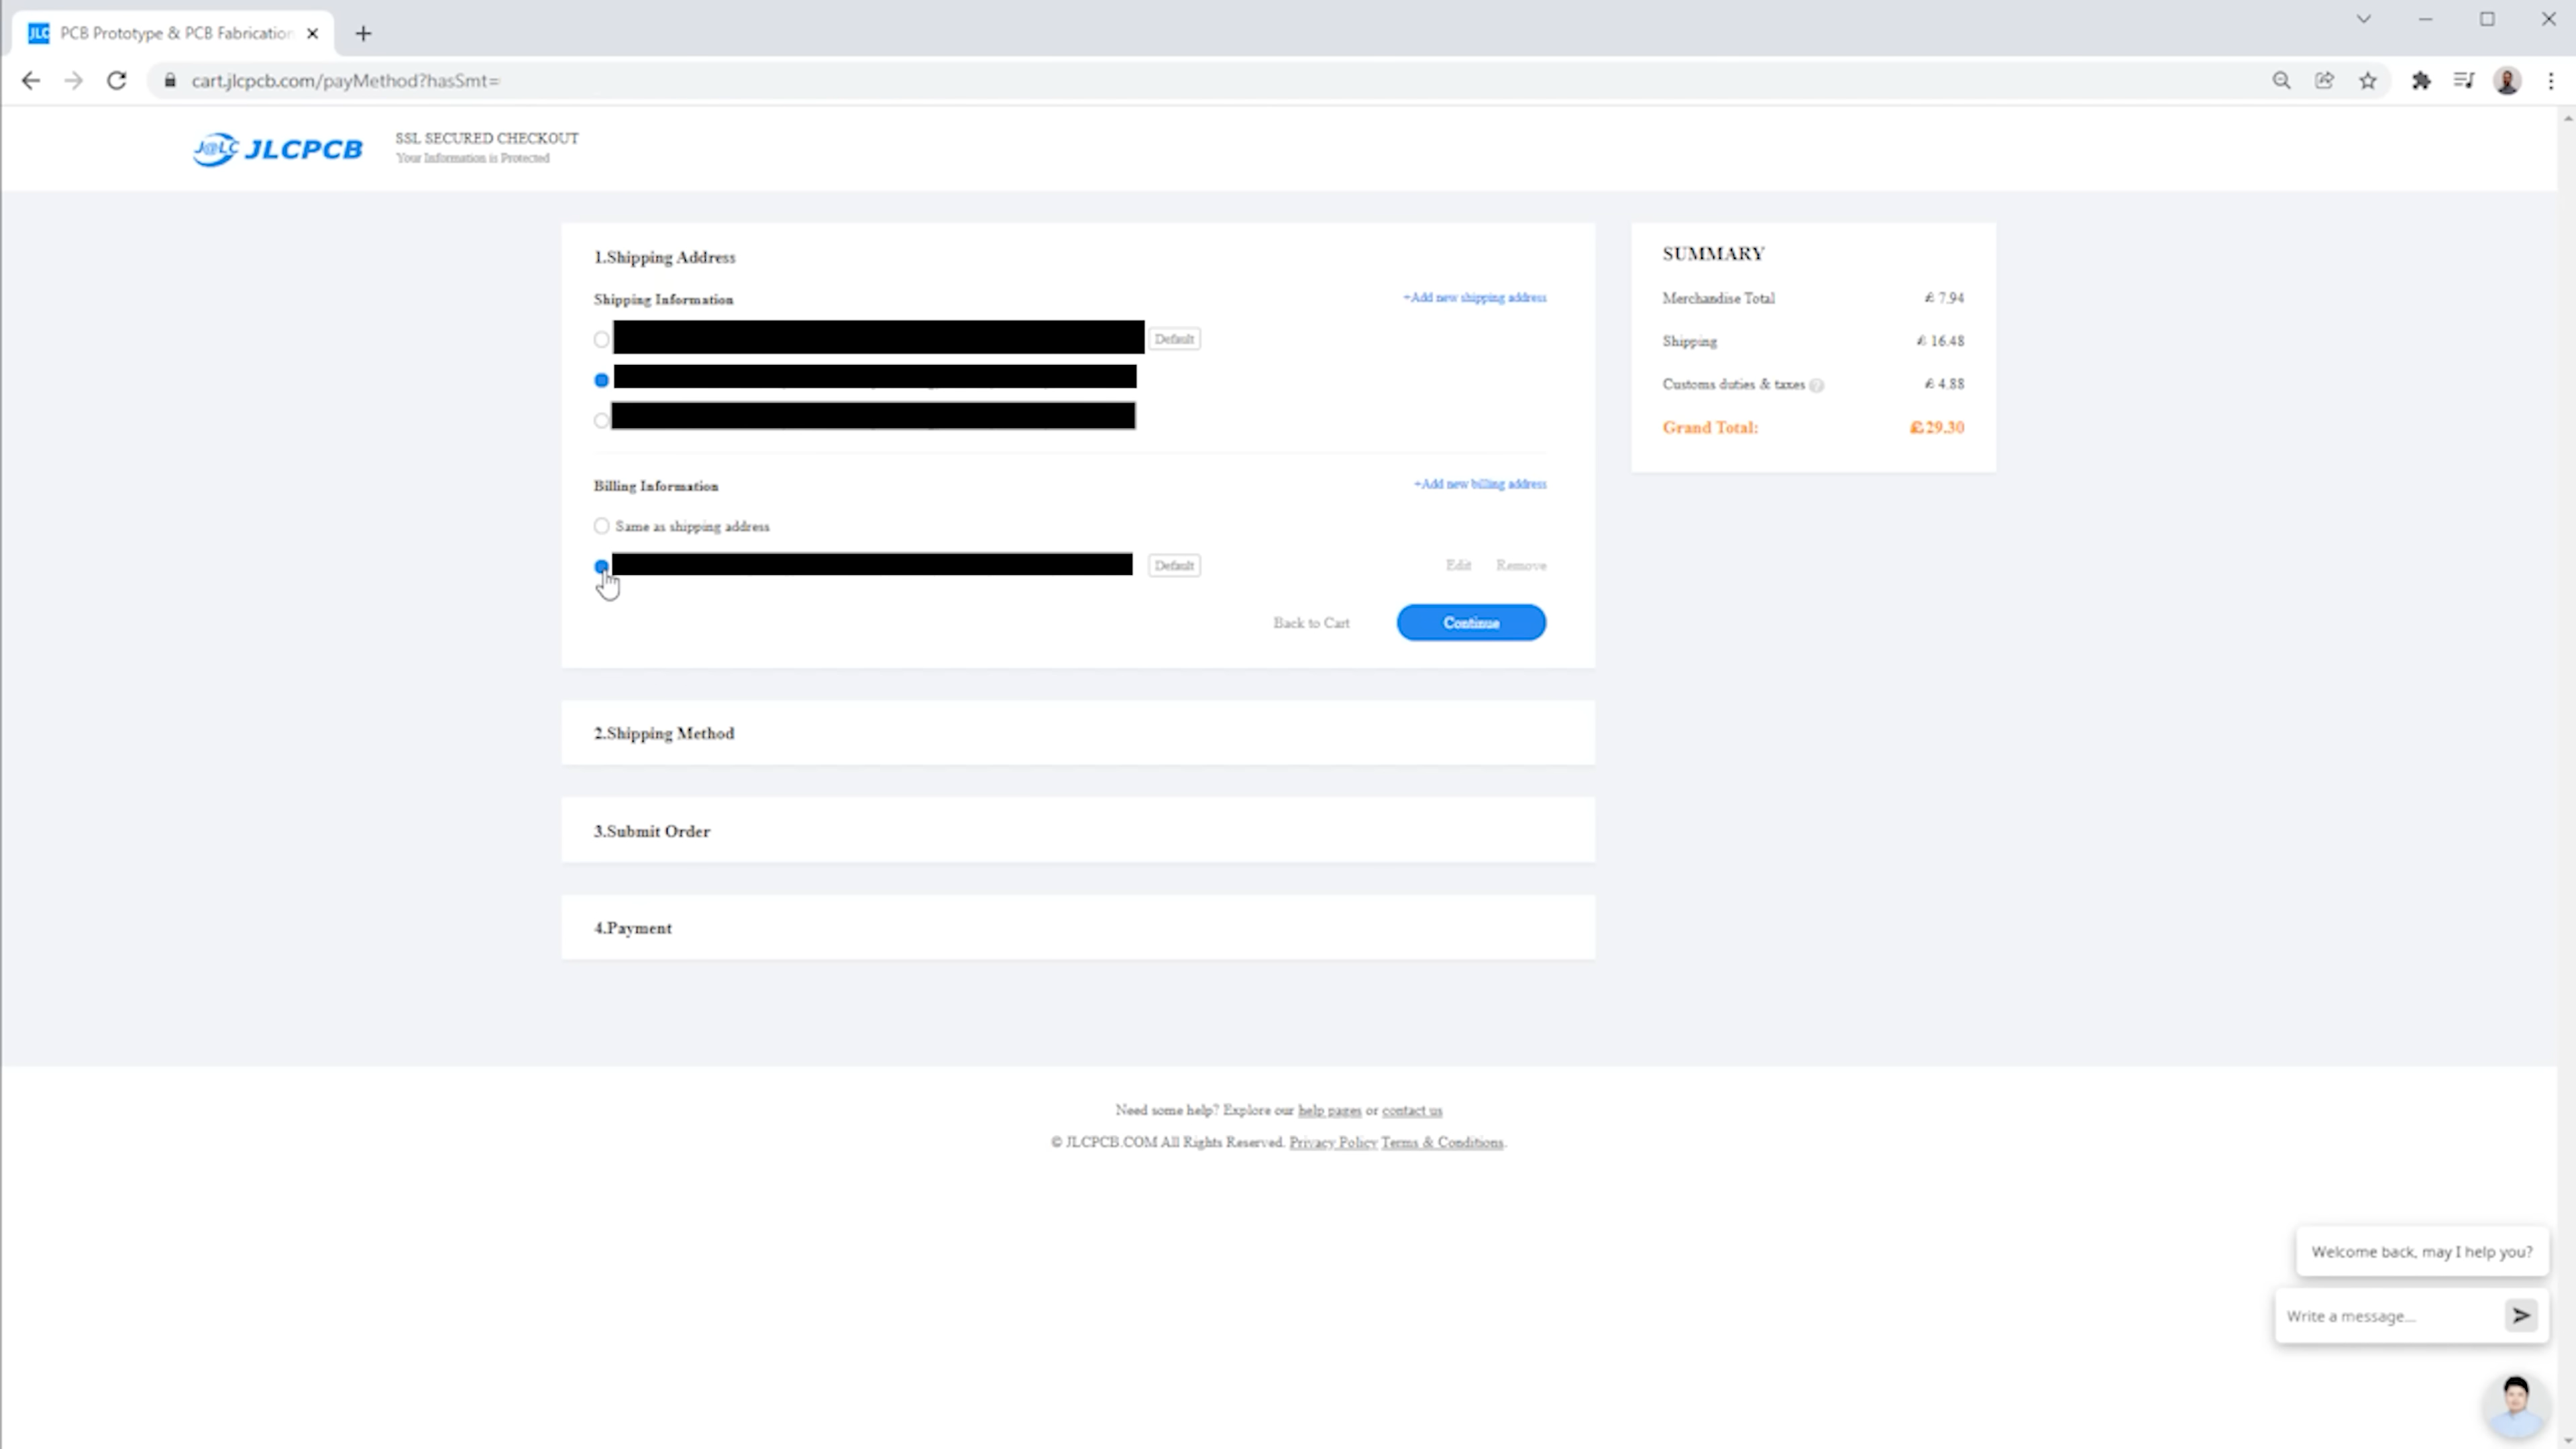 JLC PCB Prototype & PCB Fabrication
cart.jlcpcb.com/payMethod?hasSmt=
J@LC JLCPCB
SSL SECURED CHECKOUT
Your Information is Protected
1.Shipping Address
Shipping Information
+Add new shipping address
Default
Billing Information
+Add new billing address
Same as shipping address
Default
Edit
Remove
Back to Cart
Continue
2.Shipping Method
3.Submit Order
4.Payment
SUMMARY
Merchandise Total £ 7.94
Shipping £ 16.48
Customs duties & taxes ? £ 4.88
Grand Total: £29.30
Need some help? Explore our help pages or contact us
© JLCPCB.COM All Rights Reserved. Privacy Policy Terms & Conditions.
Welcome back, may I help you?
Write a message...